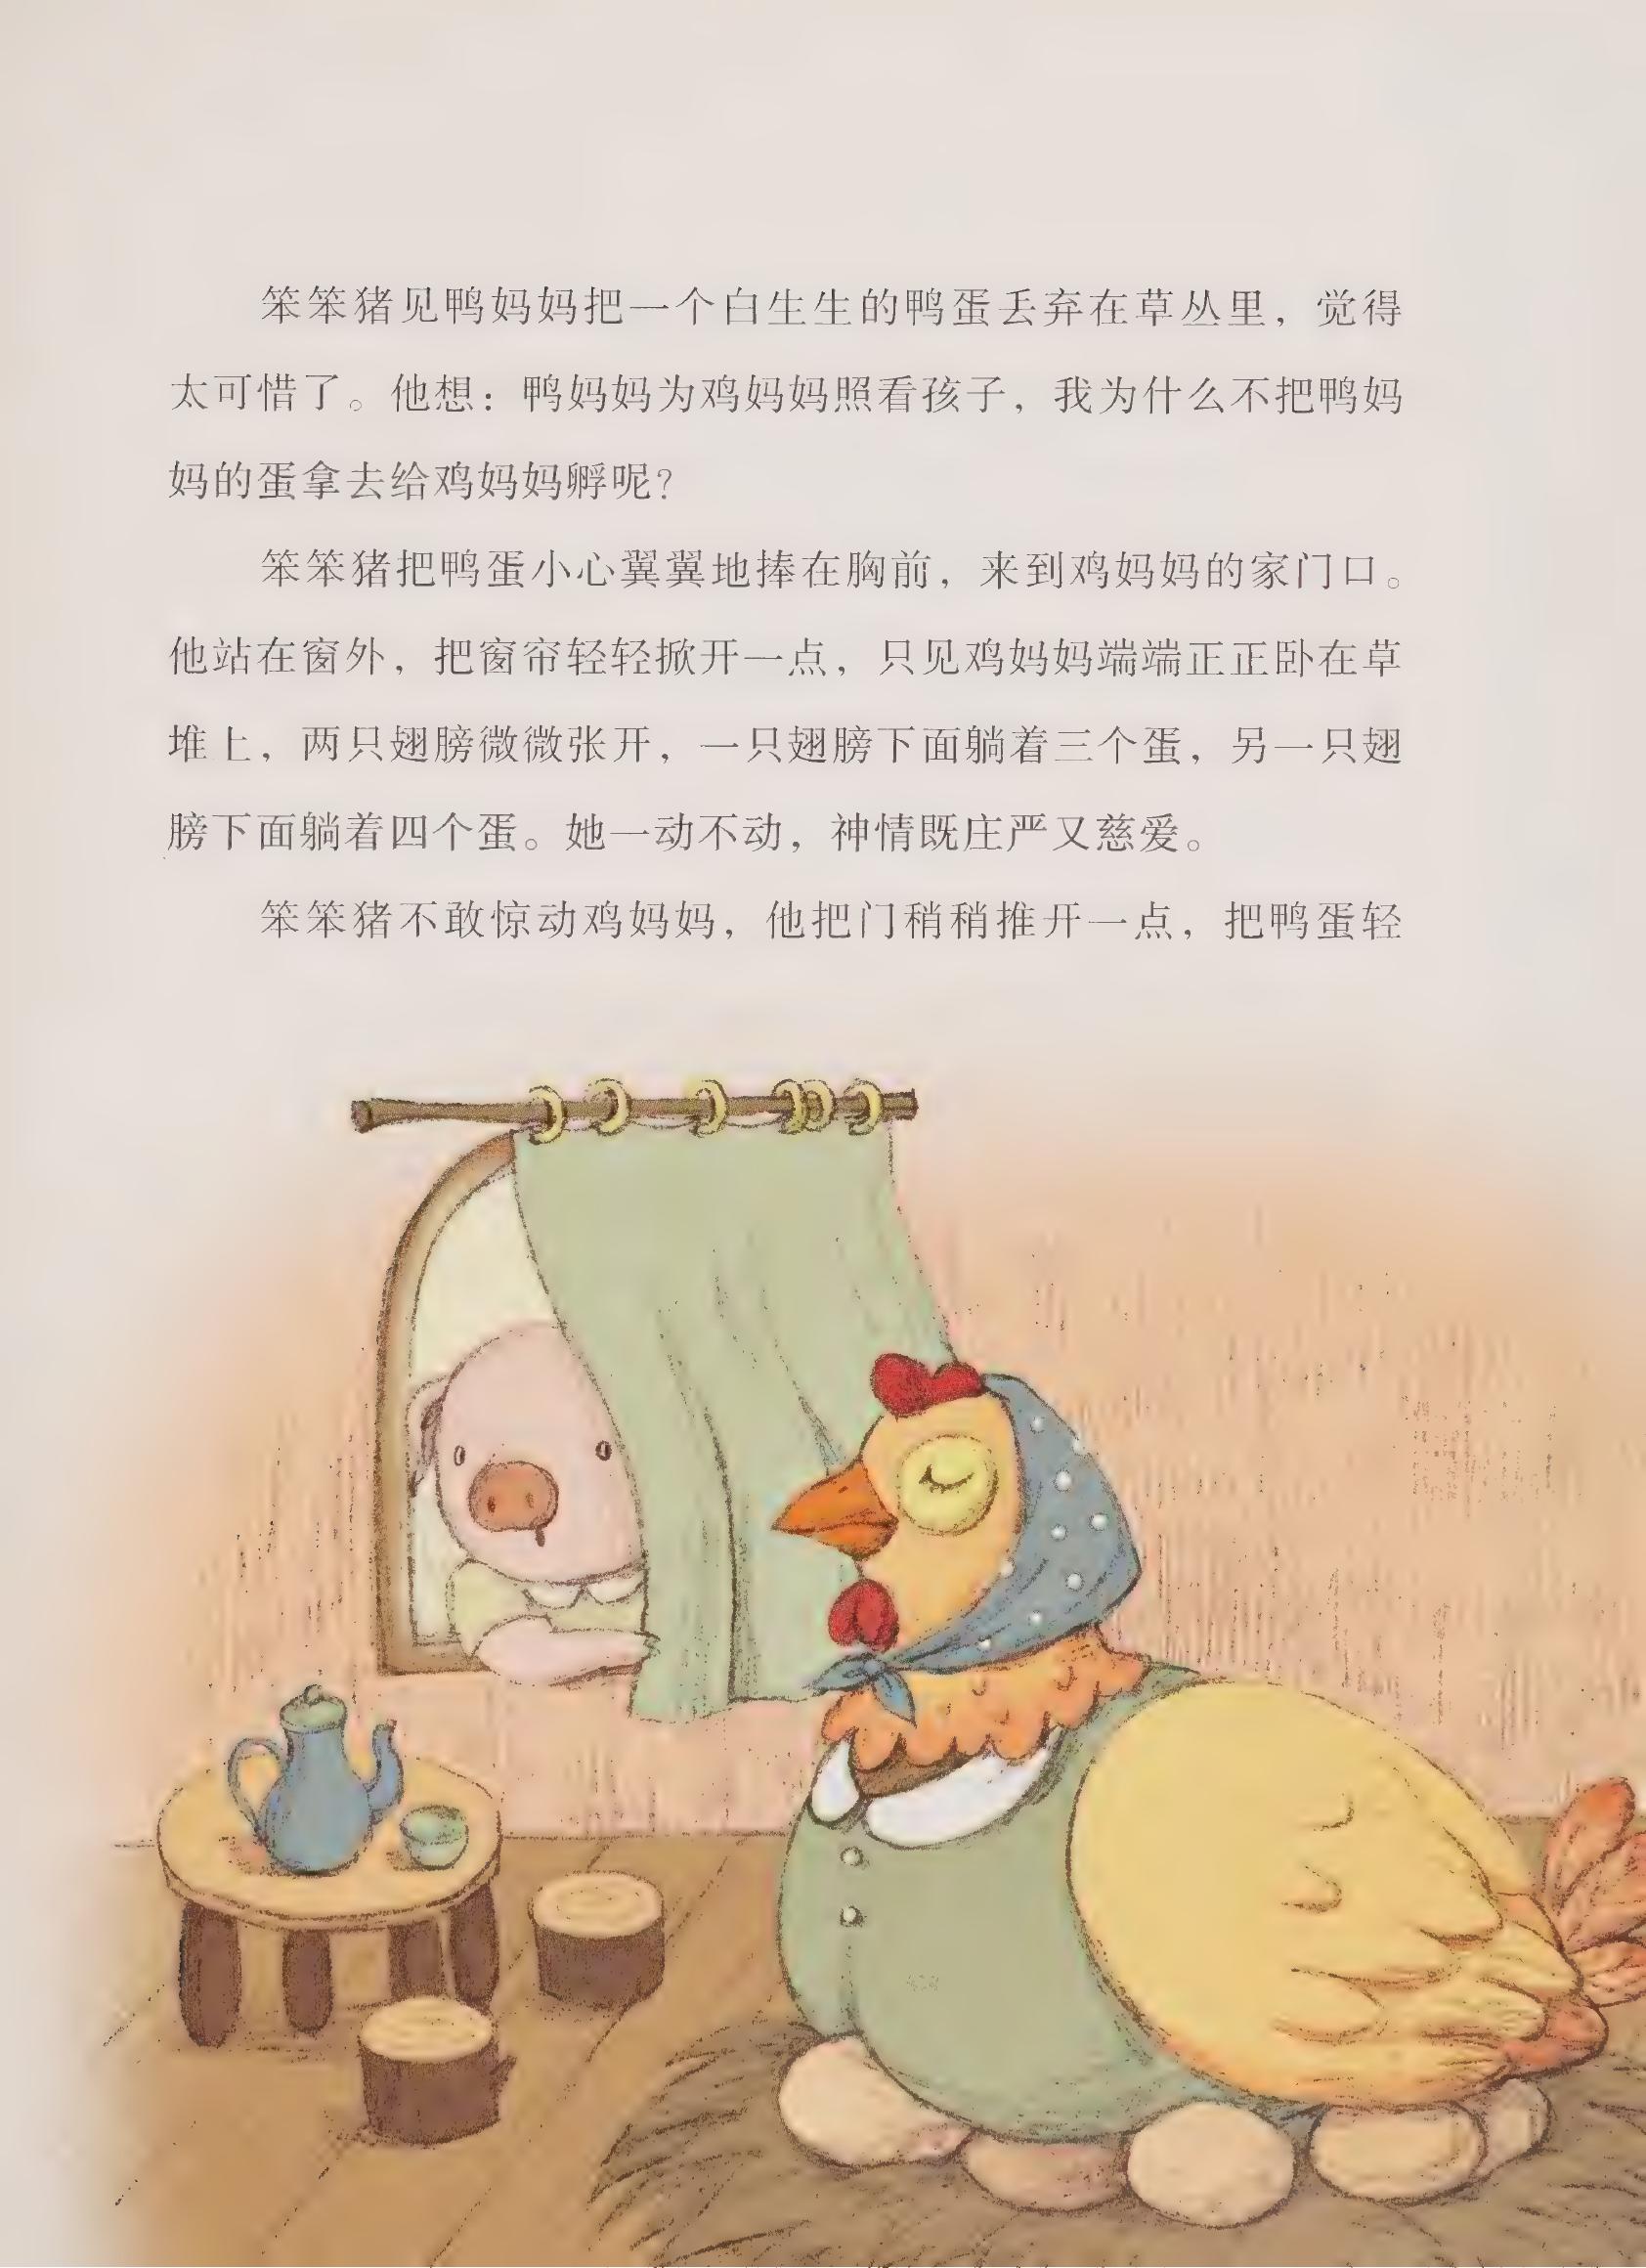 笨笨猪见鸭妈妈把一个白生生的鸭蛋丢弃在草丛里，觉得
太可惜了。他想：鸭妈妈为鸡妈妈照看孩子，我为什么不把鸭妈
妈的蛋拿去给鸡妈妈孵呢？
笨笨猪把鸭蛋小心翼翼地捧在胸前，来到鸡妈妈的家门口。
他站在窗外，把窗帘轻轻掀开一点，只见鸡妈妈端端正正卧在草
堆上，两只翅膀微微张开，一只翅膀下面躺着三个蛋，另一只翅
膀下面躺着四个蛋。她一动不动，神情既庄严又慈爱。
笨笨猪不敢惊动鸡妈妈，他把门稍稍推开一点，把鸭蛋轻